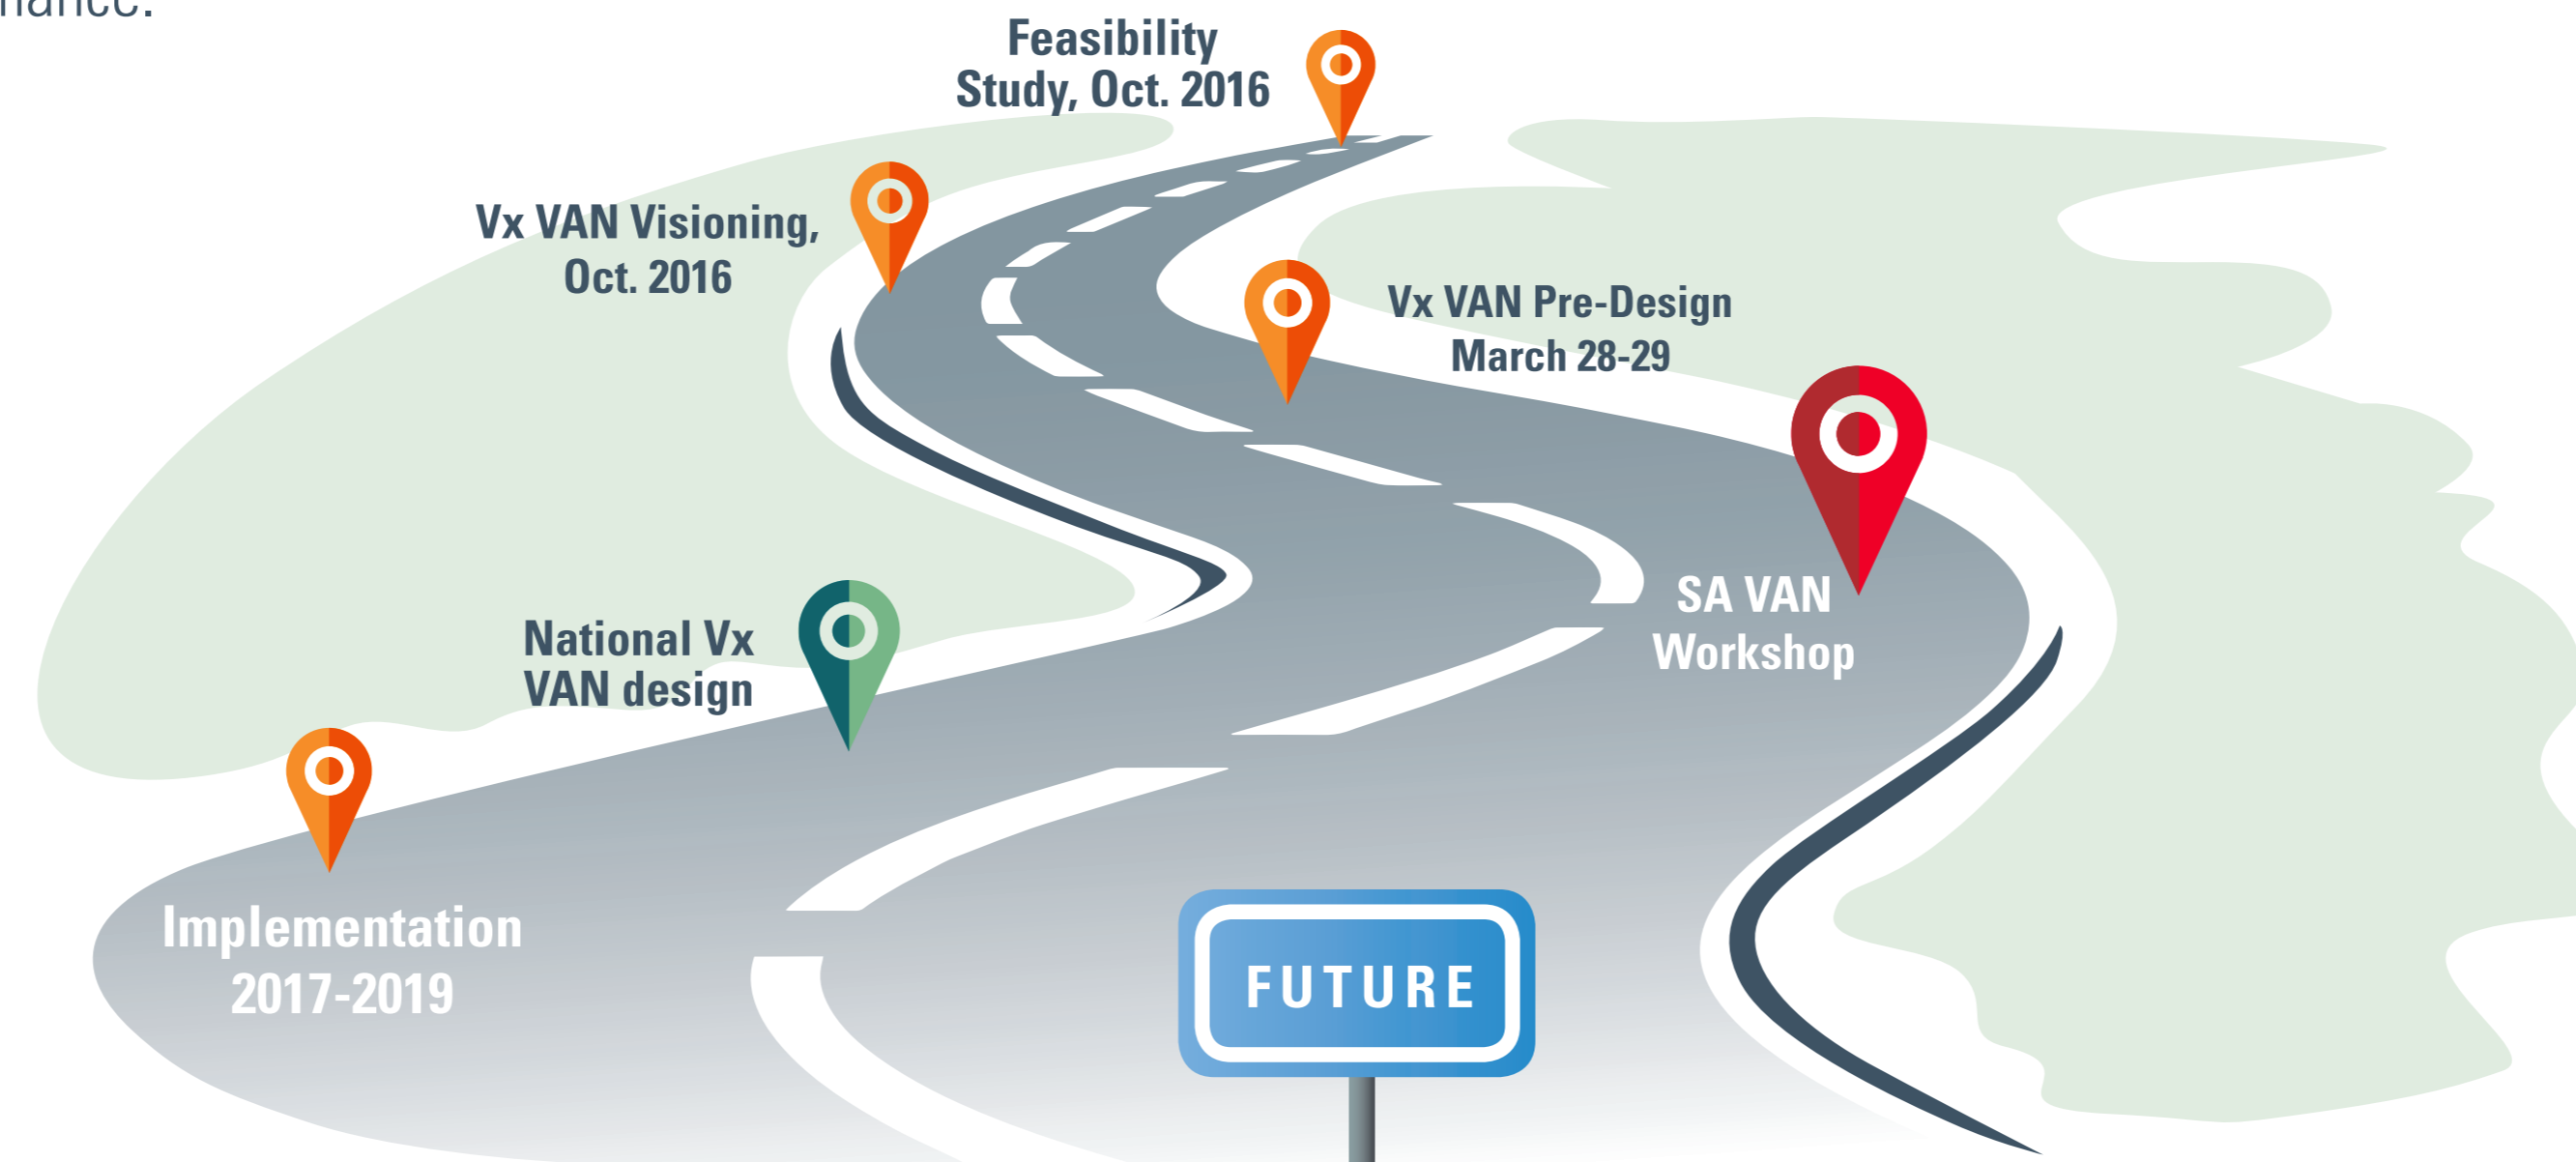 Feasibility
Study, Oct. 2016
Vx VAN Visioning,
Oct. 2016
Vx VAN Pre-Design
March 28-29
SA VAN
Workshop
National Vx
VAN design
Implementation
2017-2019
FUTURE